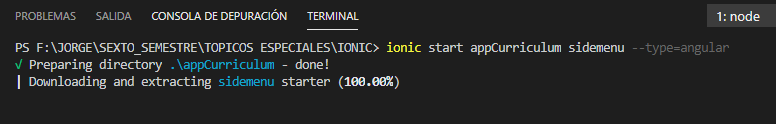 PROBLEMAS SALIDA CONSOLA DE DEPURACIÓN TERMINAL 1: node
PS F:\JORGE\SEXTO_SEMESTRE\TOPICOS ESPECIALES\IONIC> ionic start appCurriculum sidemenu --type=angular
√ Preparing directory .\appCurriculum - done!
| Downloading and extracting sidemenu starter (100.00%)